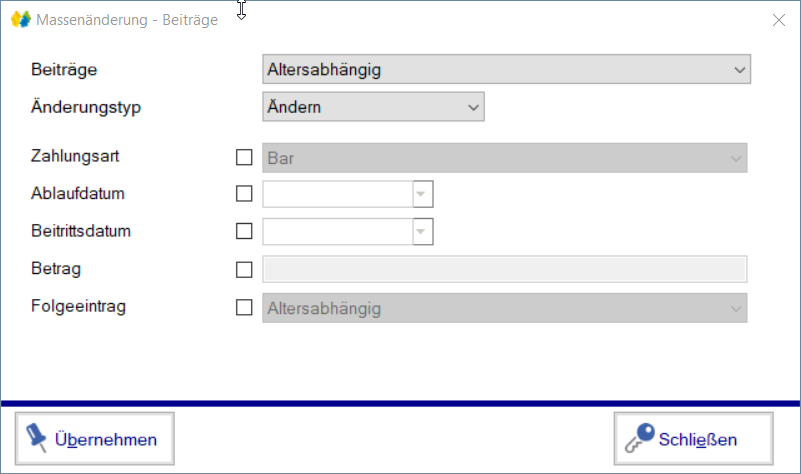 Massenänderung - Beiträge
Beiträge Altersabhängig
Änderungstyp Ändern
Zahlungsart Bar
Ablaufdatum
Beitrittsdatum
Betrag
Folgeeintrag Altersabhängig
Übernehmen Schließen